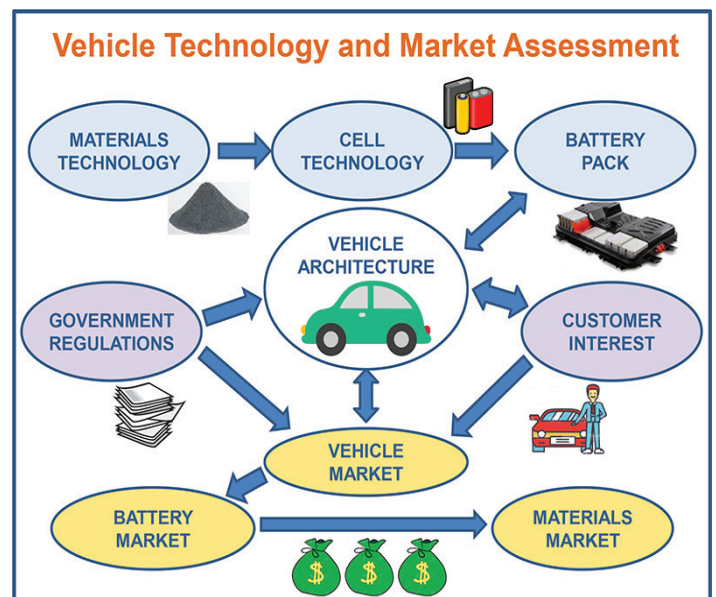 Vehicle Technology and Market Assessment
MATERIALS
TECHNOLOGY
CELL
TECHNOLOGY
BATTERY
PACK
VEHICLE
ARCHITECTURE
GOVERNMENT
REGULATIONS
CUSTOMER
INTEREST
VEHICLE
MARKET
BATTERY
MARKET
MATERIALS
MARKET
$
$
$